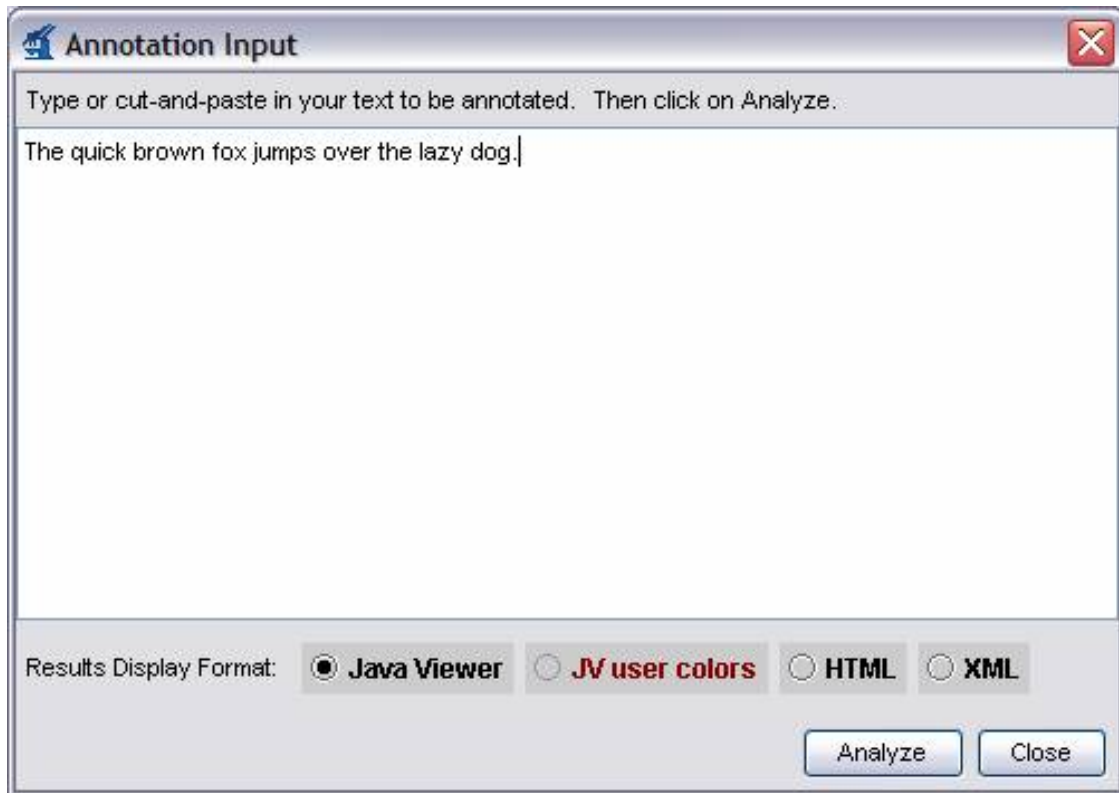 Annotation Input
Type or cut-and-paste in your text to be annotated. Then click on Analyze.
The quick brown fox jumps over the lazy dog.
Results Display Format: Java Viewer JV user colors HTML XML
Analyze Close